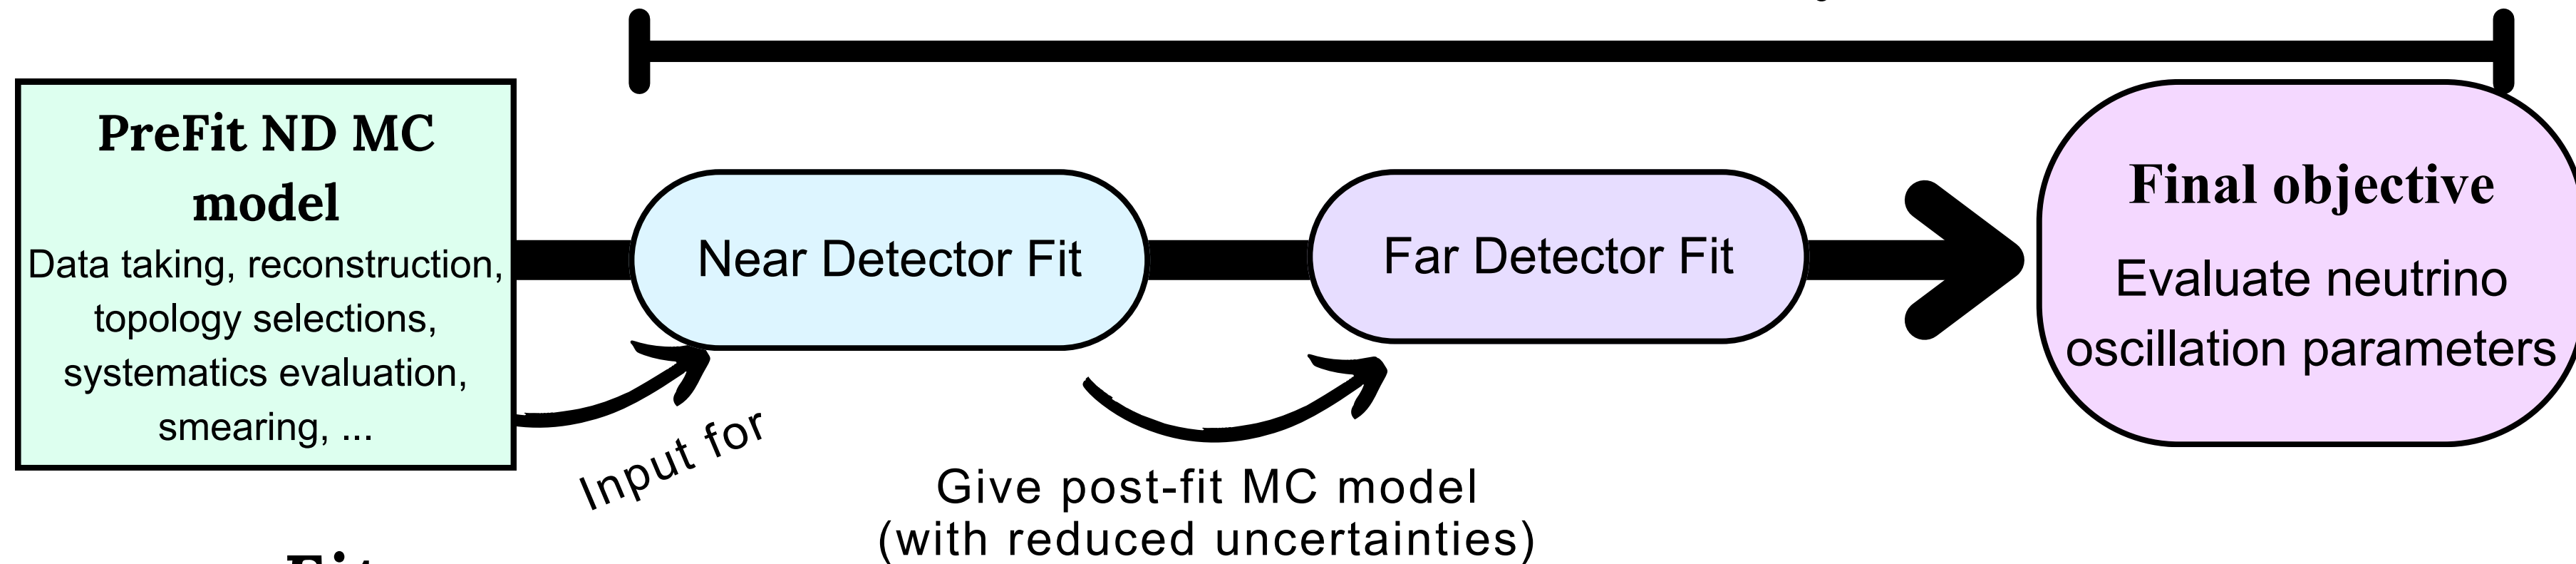 PreFit ND MC
model
Data taking, reconstruction,
topology selections,
systematics evaluation,
smearing, ...
Near Detector Fit
Far Detector Fit
Final objective
Evaluate neutrino
oscillation parameters
Input for
Give post-fit MC model
(with reduced uncertainties)